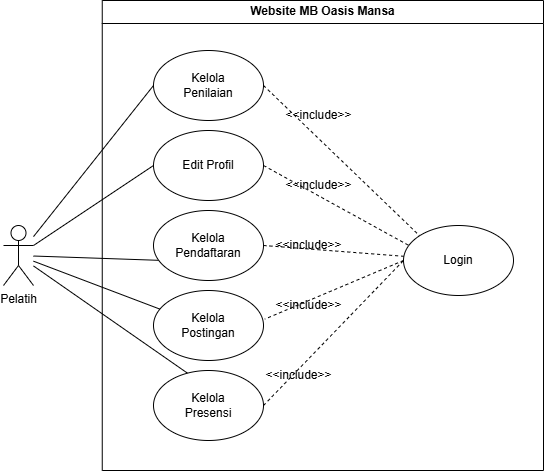 Website MB Oasis Mansa
Kelola
Penilaian
<<include>>
Edit Profil
<<include>>
Kelola
Pendaftaran
<<include>>
Login
Pelatih
Kelola
Postingan
<<include>>
Kelola
Presensi
<<include>>